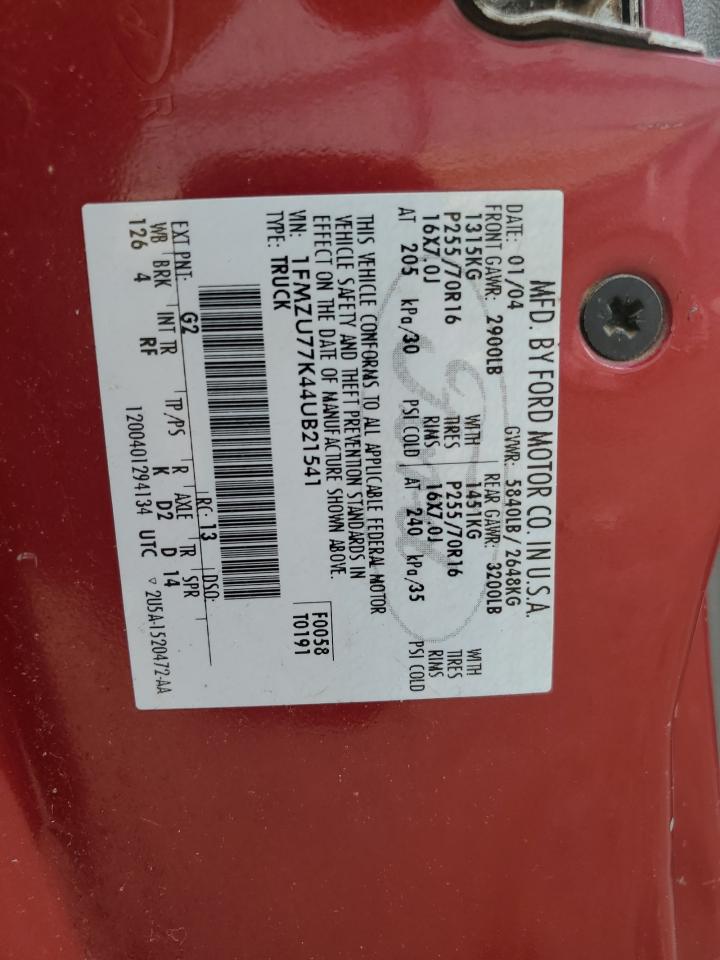 MFD. BY FORD MOTOR CO. IN U.S.A.
DATE: 01/04 GVWR: 5840LB/2648KG
FRONT GAWR: 2900LB REAR GAWR: 3200LB
1315KG WITH 1451KG WITH
P255/70R16 TIRES P255/70R16 TIRES
16X7.0J RIMS 16X7.0J RIMS
AT 205 kPa/30 PSI COLD AT 240 kPa/35 PSI COLD
THIS VEHICLE CONFORMS TO ALL APPLICABLE FEDERAL MOTOR
VEHICLE SAFETY AND THEFT PREVENTION STANDARDS IN
EFFECT ON THE DATE OF MANUFACTURE SHOWN ABOVE.
VIN: 1FMZU77K44UB21541 F0058
TYPE: TRUCK T0191
EXT PNT: G2 RC: 13 DSO:
WB BRK INT TR TP/PS R AXLE TR SPR
126 4 RF K D2 D 14
1200401294134 UTC ▽ 2U5A-1520472-AA
Ford
R